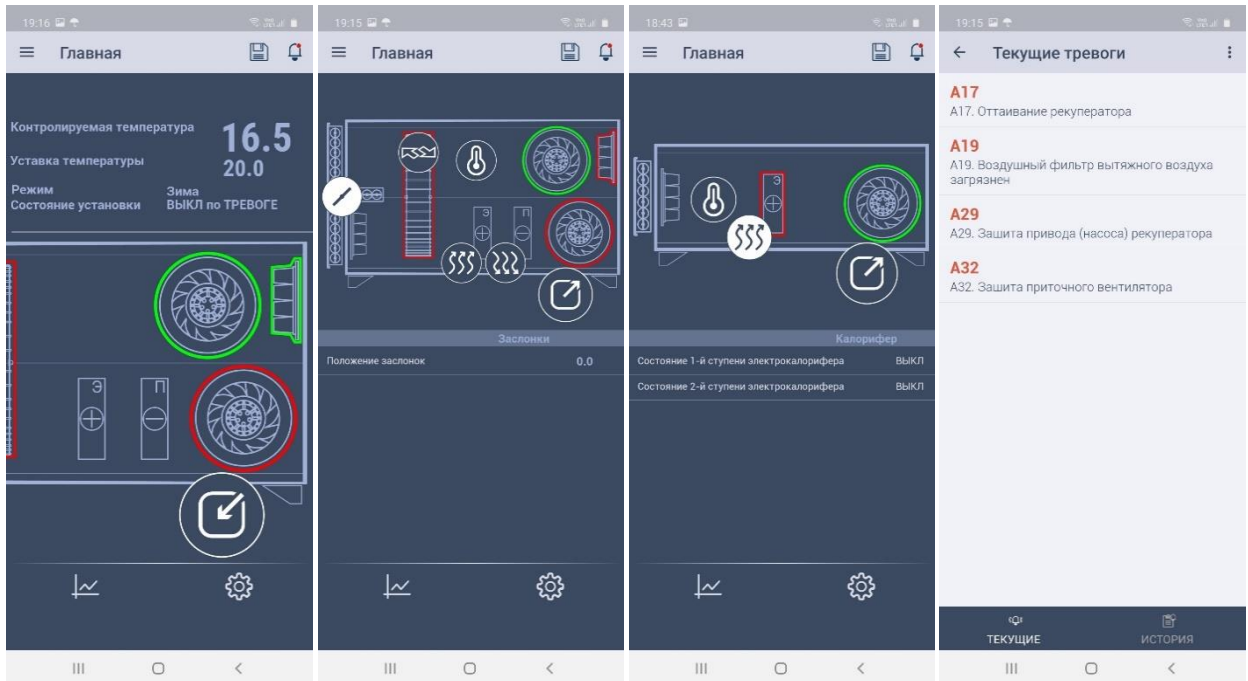 19:16
Главная
Контролируемая температура 16.5
Уставка температуры 20.0
Режим Зима
Состояние установки ВЫКЛ по ТРЕВОГЕ
Э П
19:15
Главная
Э П
Заслонки
Положение заслонок 0.0
18:43
Главная
Э
Калорифер
Состояние 1-й ступени электрокалорифера ВЫКЛ
Состояние 2-й ступени электрокалорифера ВЫКЛ
19:15
Текущие тревоги
A17
A17. Оттаивание рекуператора
A19
A19. Воздушный фильтр вытяжного воздуха
загрязнен
A29
A29. Зашита привода (насоса) рекуператора
A32
A32. Зашита приточного вентилятора
ТЕКУЩИЕ ИСТОРИЯ